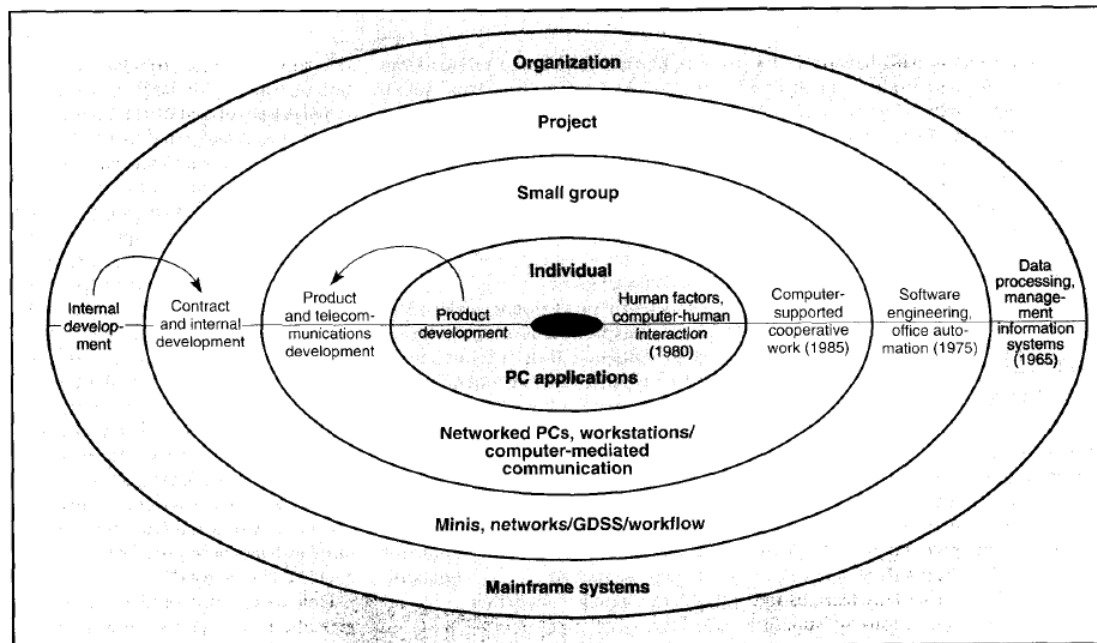 Organization
Project
Small group
Individual
Internal
develop-
ment
Contract
and internal
development
Product
and telecom-
munications
development
Product
development
Human factors,
computer-human
interaction
(1980)
Computer-
supported
cooperative
work (1985)
Software
engineering,
office auto-
mation (1975)
Data
processing,
manage-
ment
information
systems
(1965)
PC applications
Networked PCs, workstations/
computer-mediated
communication
Minis, networks/GDSS/workflow
Mainframe systems